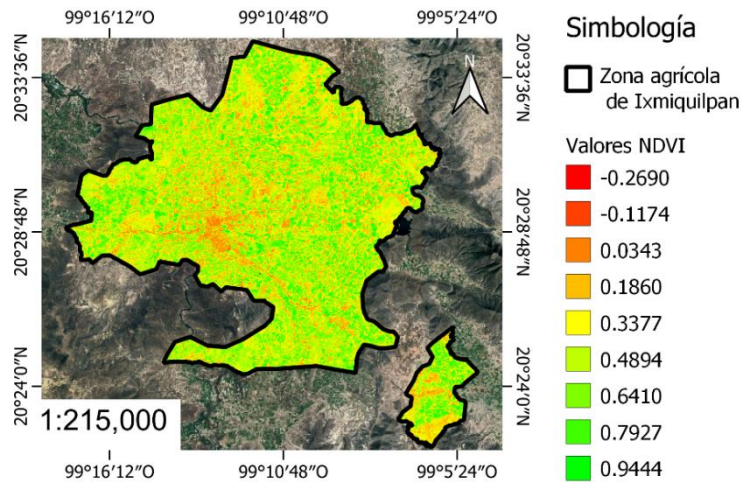 99°16′12″O 99°10′48″O 99°5′24″O
20°33′36″
20°28′48″
20°24′0″
N
20°33′36″
20°28′48″
20°24′0″
1:215,000
99°16′12″O 99°10′48″O 99°5′24″O
Simbología
Zona agrícola
de Ixmiquilpan
Valores NDVI
-0.2690
-0.1174
0.0343
0.1860
0.3377
0.4894
0.6410
0.7927
0.9444